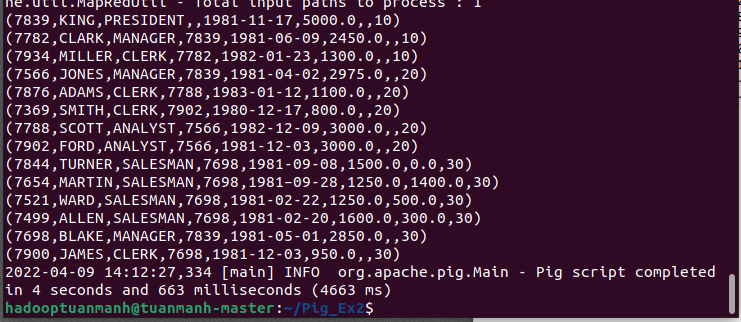 ne.util.MapRedUtil - Total input paths to process : 1
(7839,KING,PRESIDENT,,1981-11-17,5000.0,,10)
(7782,CLARK,MANAGER,7839,1981-06-09,2450.0,,10)
(7934,MILLER,CLERK,7782,1982-01-23,1300.0,,10)
(7566,JONES,MANAGER,7839,1981-04-02,2975.0,,20)
(7876,ADAMS,CLERK,7788,1983-01-12,1100.0,,20)
(7369,SMITH,CLERK,7902,1980-12-17,800.0,,20)
(7788,SCOTT,ANALYST,7566,1982-12-09,3000.0,,20)
(7902,FORD,ANALYST,7566,1981-12-03,3000.0,,20)
(7844,TURNER,SALESMAN,7698,1981-09-08,1500.0,0.0,30)
(7654,MARTIN,SALESMAN,7698,1981–09-28,1250.0,1400.0,30)
(7521,WARD,SALESMAN,7698,1981-02-22,1250.0,500.0,30)
(7499,ALLEN,SALESMAN,7698,1981-02-20,1600.0,300.0,30)
(7698,BLAKE,MANAGER,7839,1981-05-01,2850.0,,30)
(7900,JAMES,CLERK,7698,1981-12-03,950.0,,30)
2022-04-09 14:12:27,334 [main] INFO  org.apache.pig.Main - Pig script completed
in 4 seconds and 663 milliseconds (4663 ms)
hadooptuanmanh@tuanmanh-master:~/Pig_Ex2$